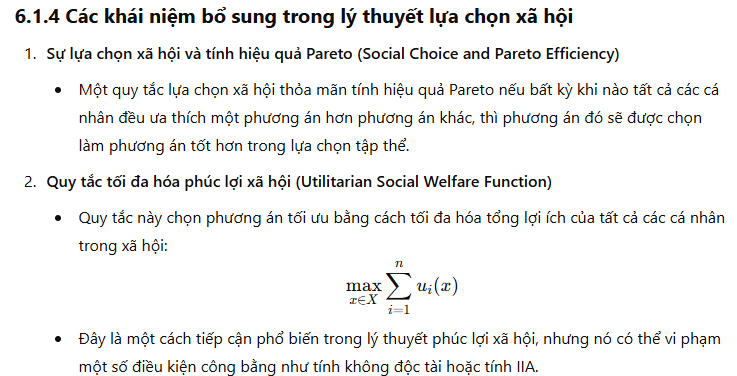 6.1.4 Các khái niệm bổ sung trong lý thuyết lựa chọn xã hội
1. Sự lựa chọn xã hội và tính hiệu quả Pareto (Social Choice and Pareto Efficiency)
• Một quy tắc lựa chọn xã hội thỏa mãn tính hiệu quả Pareto nếu bất kỳ khi nào tất cả các cá
nhân đều ưa thích một phương án hơn phương án khác, thì phương án đó sẽ được chọn
làm phương án tốt hơn trong lựa chọn tập thể.
2. Quy tắc tối đa hóa phúc lợi xã hội (Utilitarian Social Welfare Function)
• Quy tắc này chọn phương án tối ưu bằng cách tối đa hóa tổng lợi ích của tất cả các cá nhân
trong xã hội:
max_{x∈X} ∑_{i=1}^{n} u_i(x)
• Đây là một cách tiếp cận phổ biến trong lý thuyết phúc lợi xã hội, nhưng nó có thể vi phạm
một số điều kiện công bằng như tính không độc tài hoặc tính IIA.